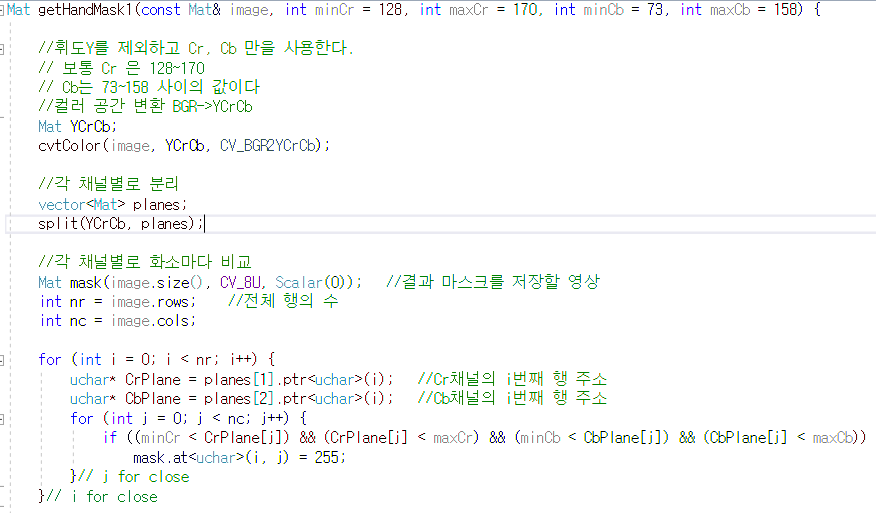 Mat getHandMask1(const Mat& image, int minCr = 128, int maxCr = 170, int minCb = 73, int maxCb = 158) {
//휘도Y를 제외하고 Cr, Cb 만을 사용한다.
// 보통 Cr 은 128~170
// Cb는 73~158 사이의 값이다
//컬러 공간 변환 BGR->YCrCb
Mat YCrCb;
cvtColor(image, YCrCb, CV_BGR2YCrCb);
//각 채널별로 분리
vector<Mat> planes;
split(YCrCb, planes);
//각 채널별로 화소마다 비교
Mat mask(image.size(), CV_8U, Scalar(0)); //결과 마스크를 저장할 영상
int nr = image.rows; //전체 행의 수
int nc = image.cols;
for (int i = 0; i < nr; i++) {
uchar* CrPlane = planes[1].ptr<uchar>(i); //Cr채널의 i번째 행 주소
uchar* CbPlane = planes[2].ptr<uchar>(i); //Cb채널의 i번째 행 주소
for (int j = 0; j < nc; j++) {
if ((minCr < CrPlane[j]) && (CrPlane[j] < maxCr) && (minCb < CbPlane[j]) && (CbPlane[j] < maxCb))
mask.at<uchar>(i, j) = 255;
}// j for close
}// i for close